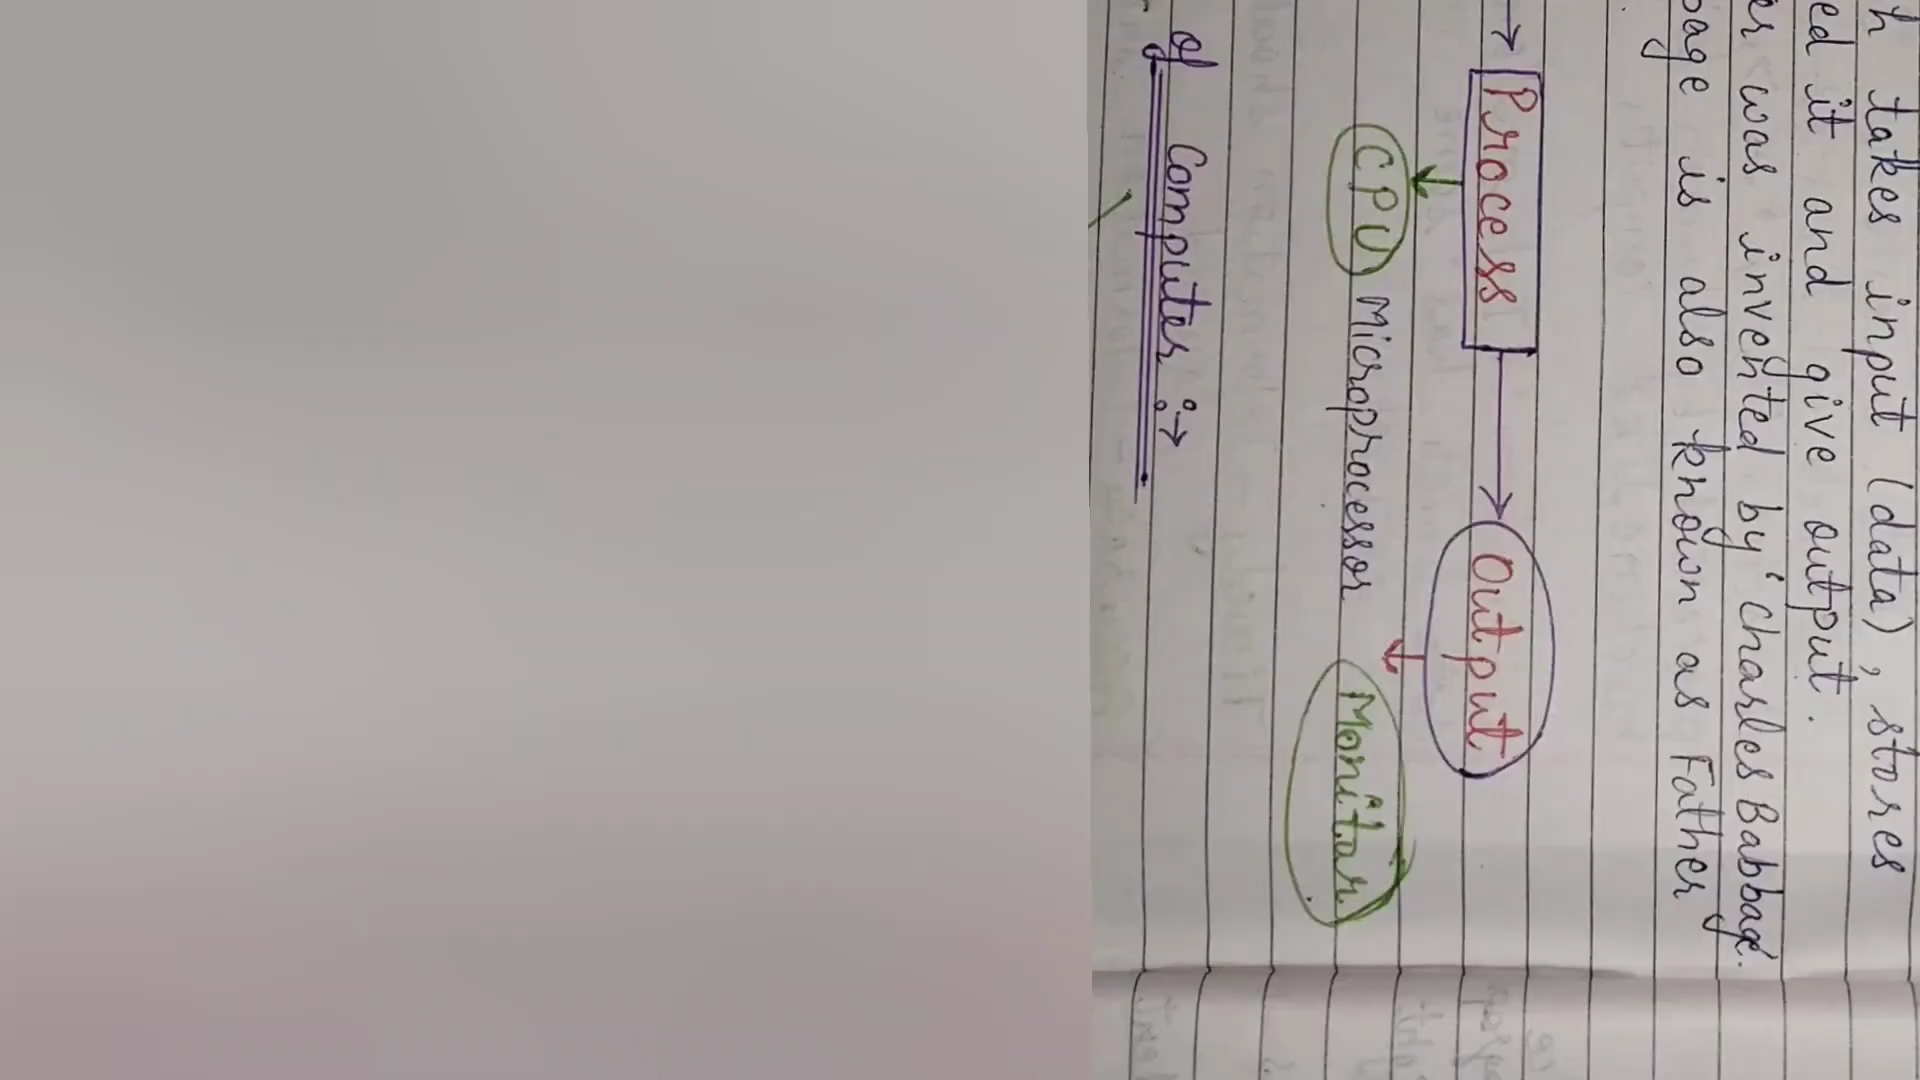 h takes input (data), stores
ed it and give output.
er was invented by 'charles Babbage'.
bage is also known as Father
→ Process → Output
CPU Microprocessor Monitor
of Computer :→